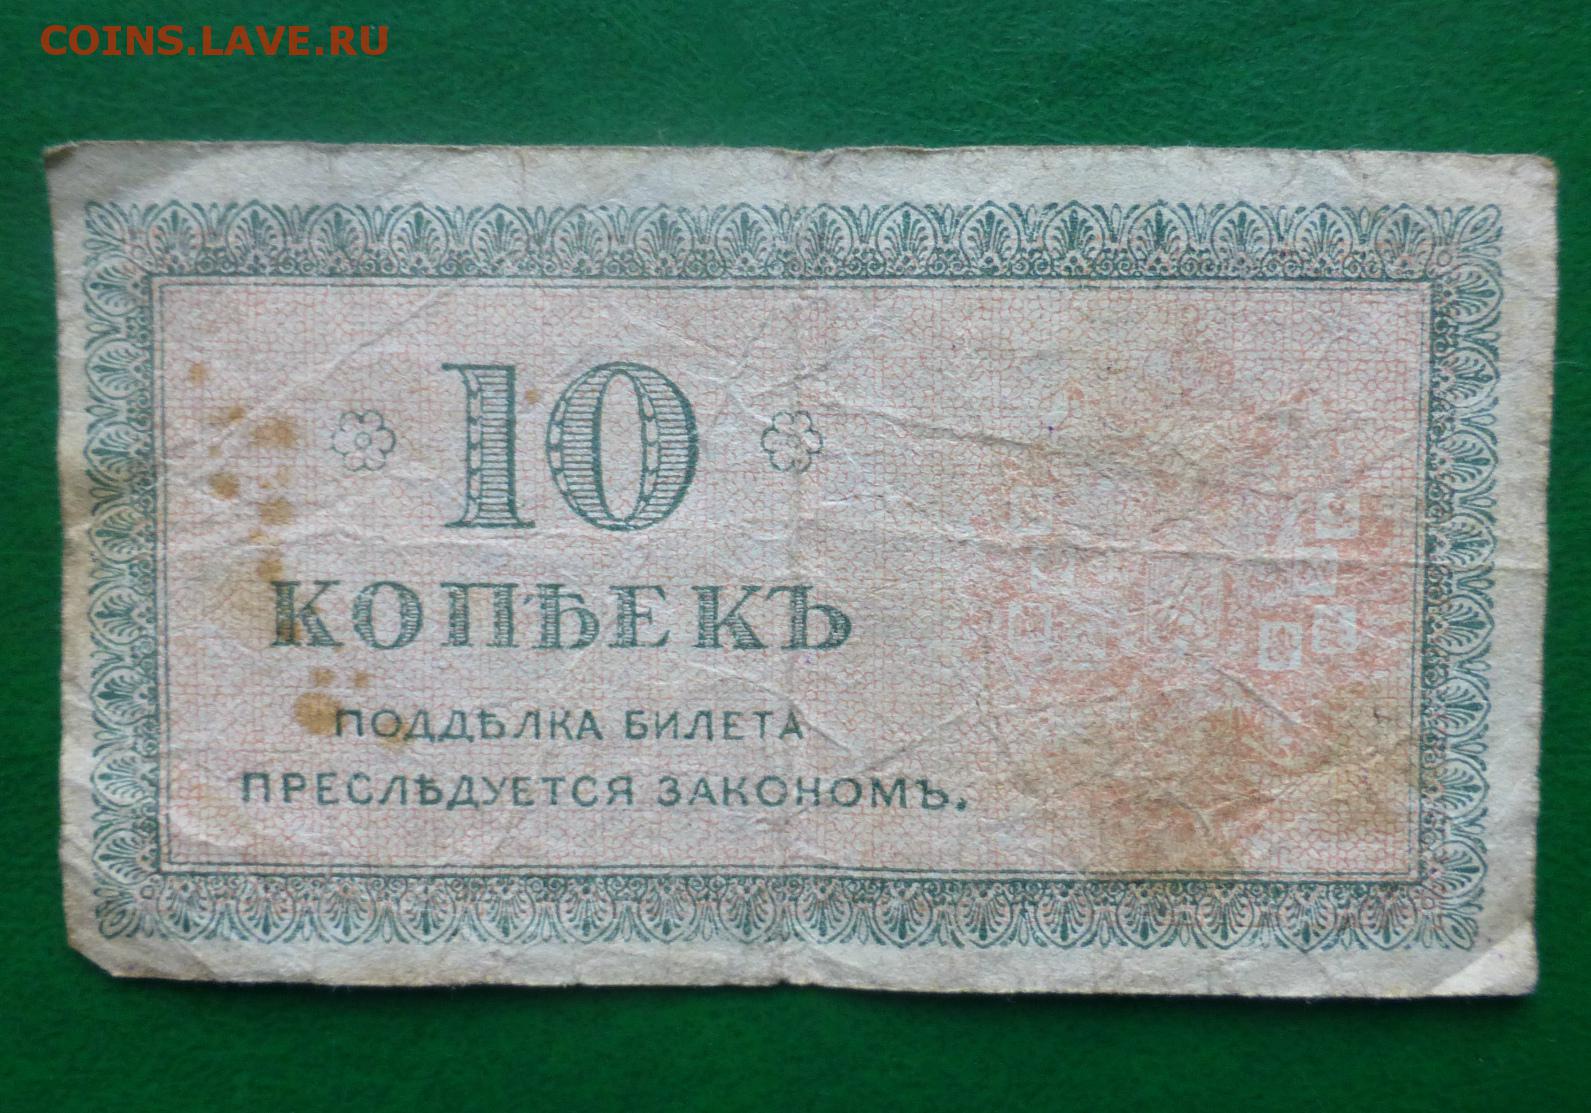 COINS.LAVE.RU
10
КОПѢЕКЪ
ПОДДѢЛКА БИЛЕТА
ПРЕСЛѢДУЕТСЯ ЗАКОНОМЪ.